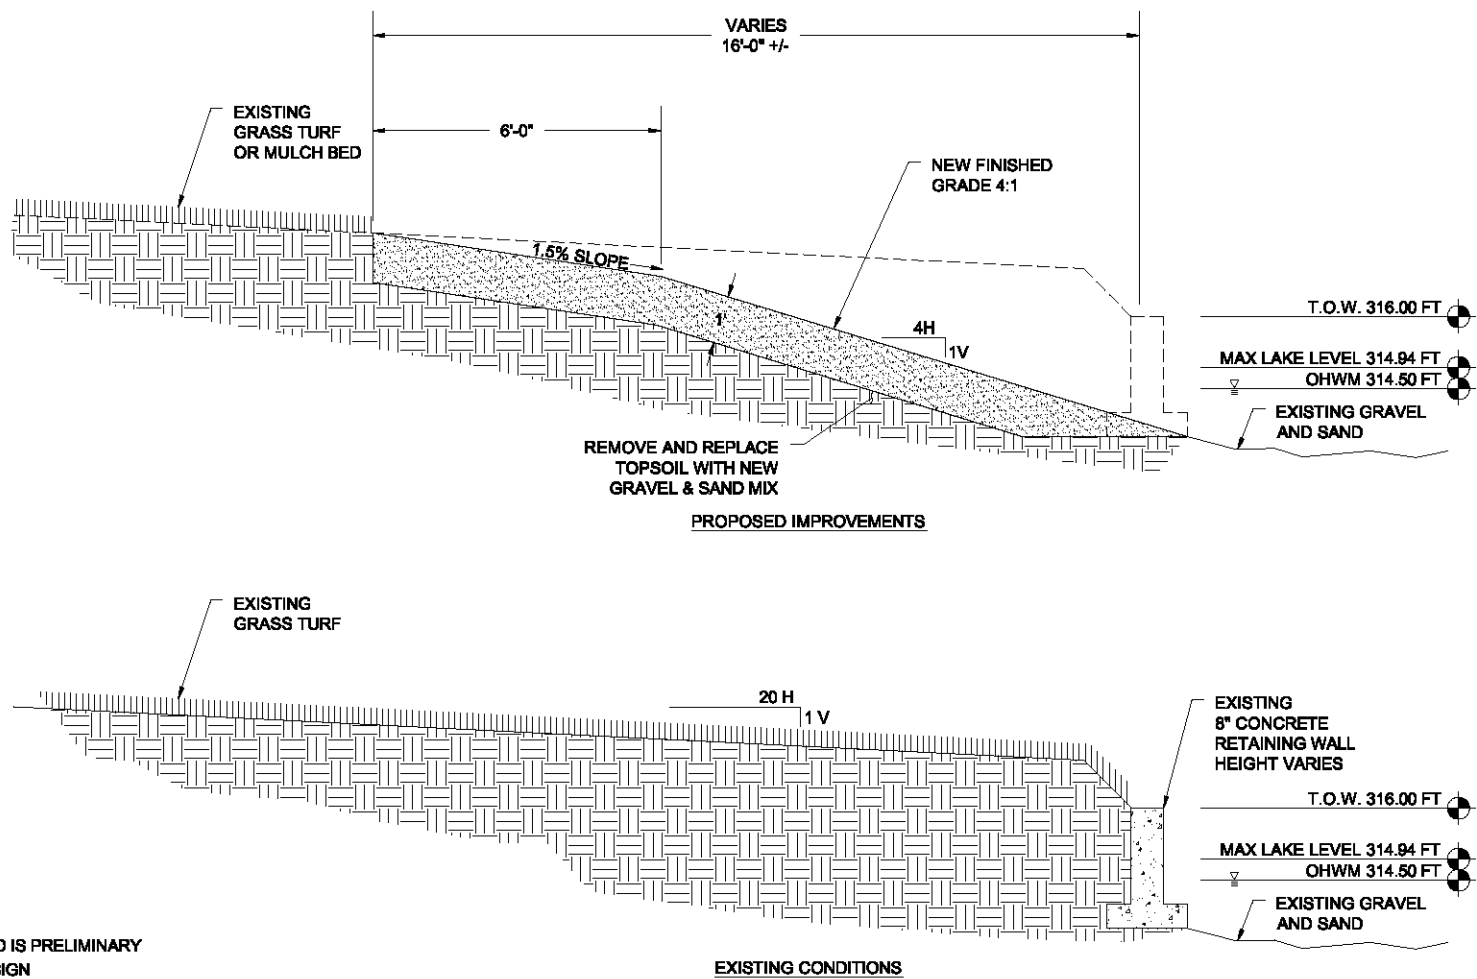 VARIES
16'-0" +/-
EXISTING
GRASS TURF
OR MULCH BED
6'-0"
NEW FINISHED
GRADE 4:1
1.5% SLOPE
1'
4H
1V
T.O.W. 316.00 FT
MAX LAKE LEVEL 314.94 FT
OHWM 314.50 FT
EXISTING GRAVEL
AND SAND
REMOVE AND REPLACE
TOPSOIL WITH NEW
GRAVEL & SAND MIX
PROPOSED IMPROVEMENTS
EXISTING
GRASS TURF
20 H
1 V
EXISTING
8" CONCRETE
RETAINING WALL
HEIGHT VARIES
T.O.W. 316.00 FT
MAX LAKE LEVEL 314.94 FT
OHWM 314.50 FT
EXISTING GRAVEL
AND SAND
IS PRELIMINARY
EXISTING CONDITIONS